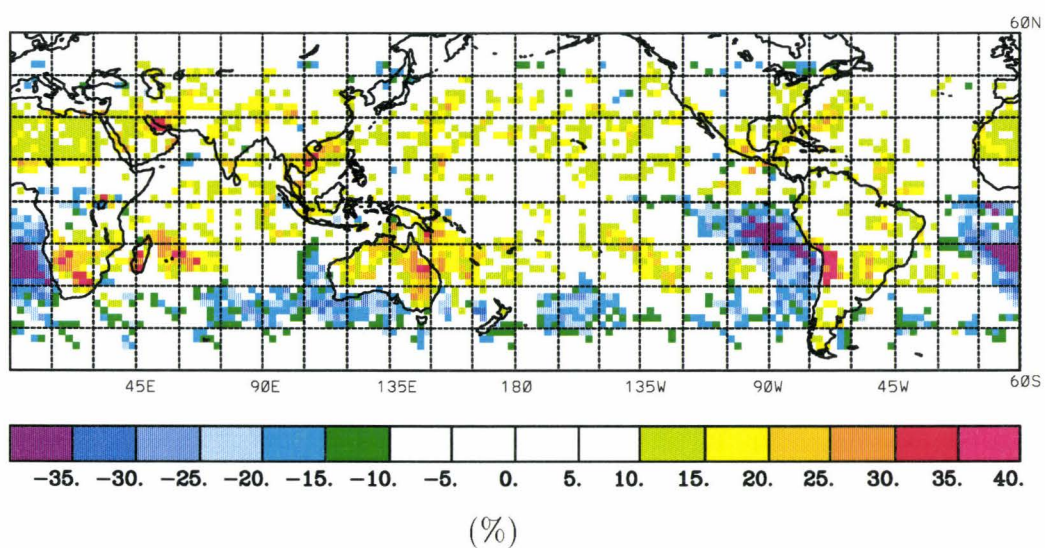 60N
45E 90E 135E 180 135W 90W 45W 60S
−35. −30. −25. −20. −15. −10. −5. 0. 5. 10. 15. 20. 25. 30. 35. 40.
(%)